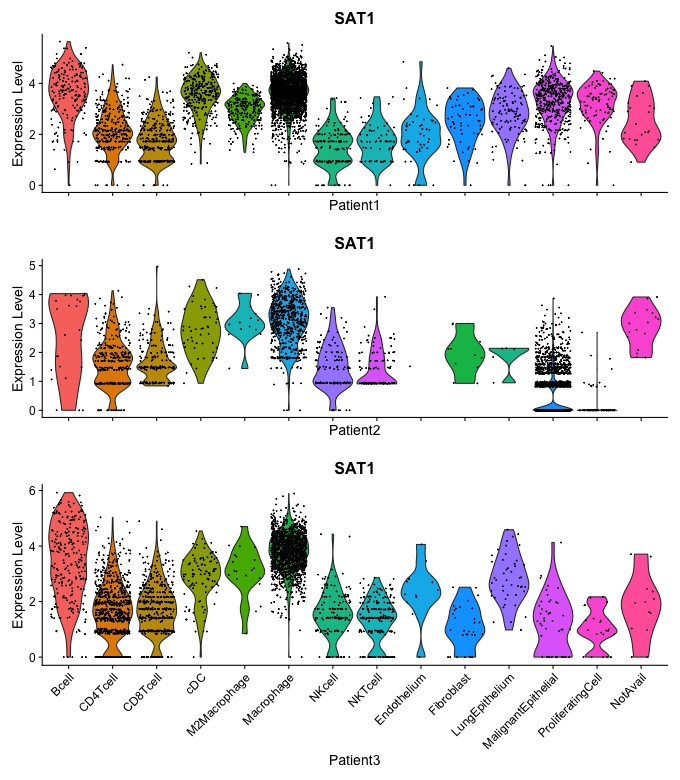 SAT1
Expression Level
4
2
0
Patient1
SAT1
Expression Level
5
4
3
2
1
0
Patient2
SAT1
Expression Level
6
4
2
0
Bcell
CD4Tcell
CD8Tcell
cDC
M2Macrophage
Macrophage
NKcell
NKTcell
Endothelium
Fibroblast
LungEpithelium
MalignantEpithelial
ProliferatingCell
NotAvail
Patient3